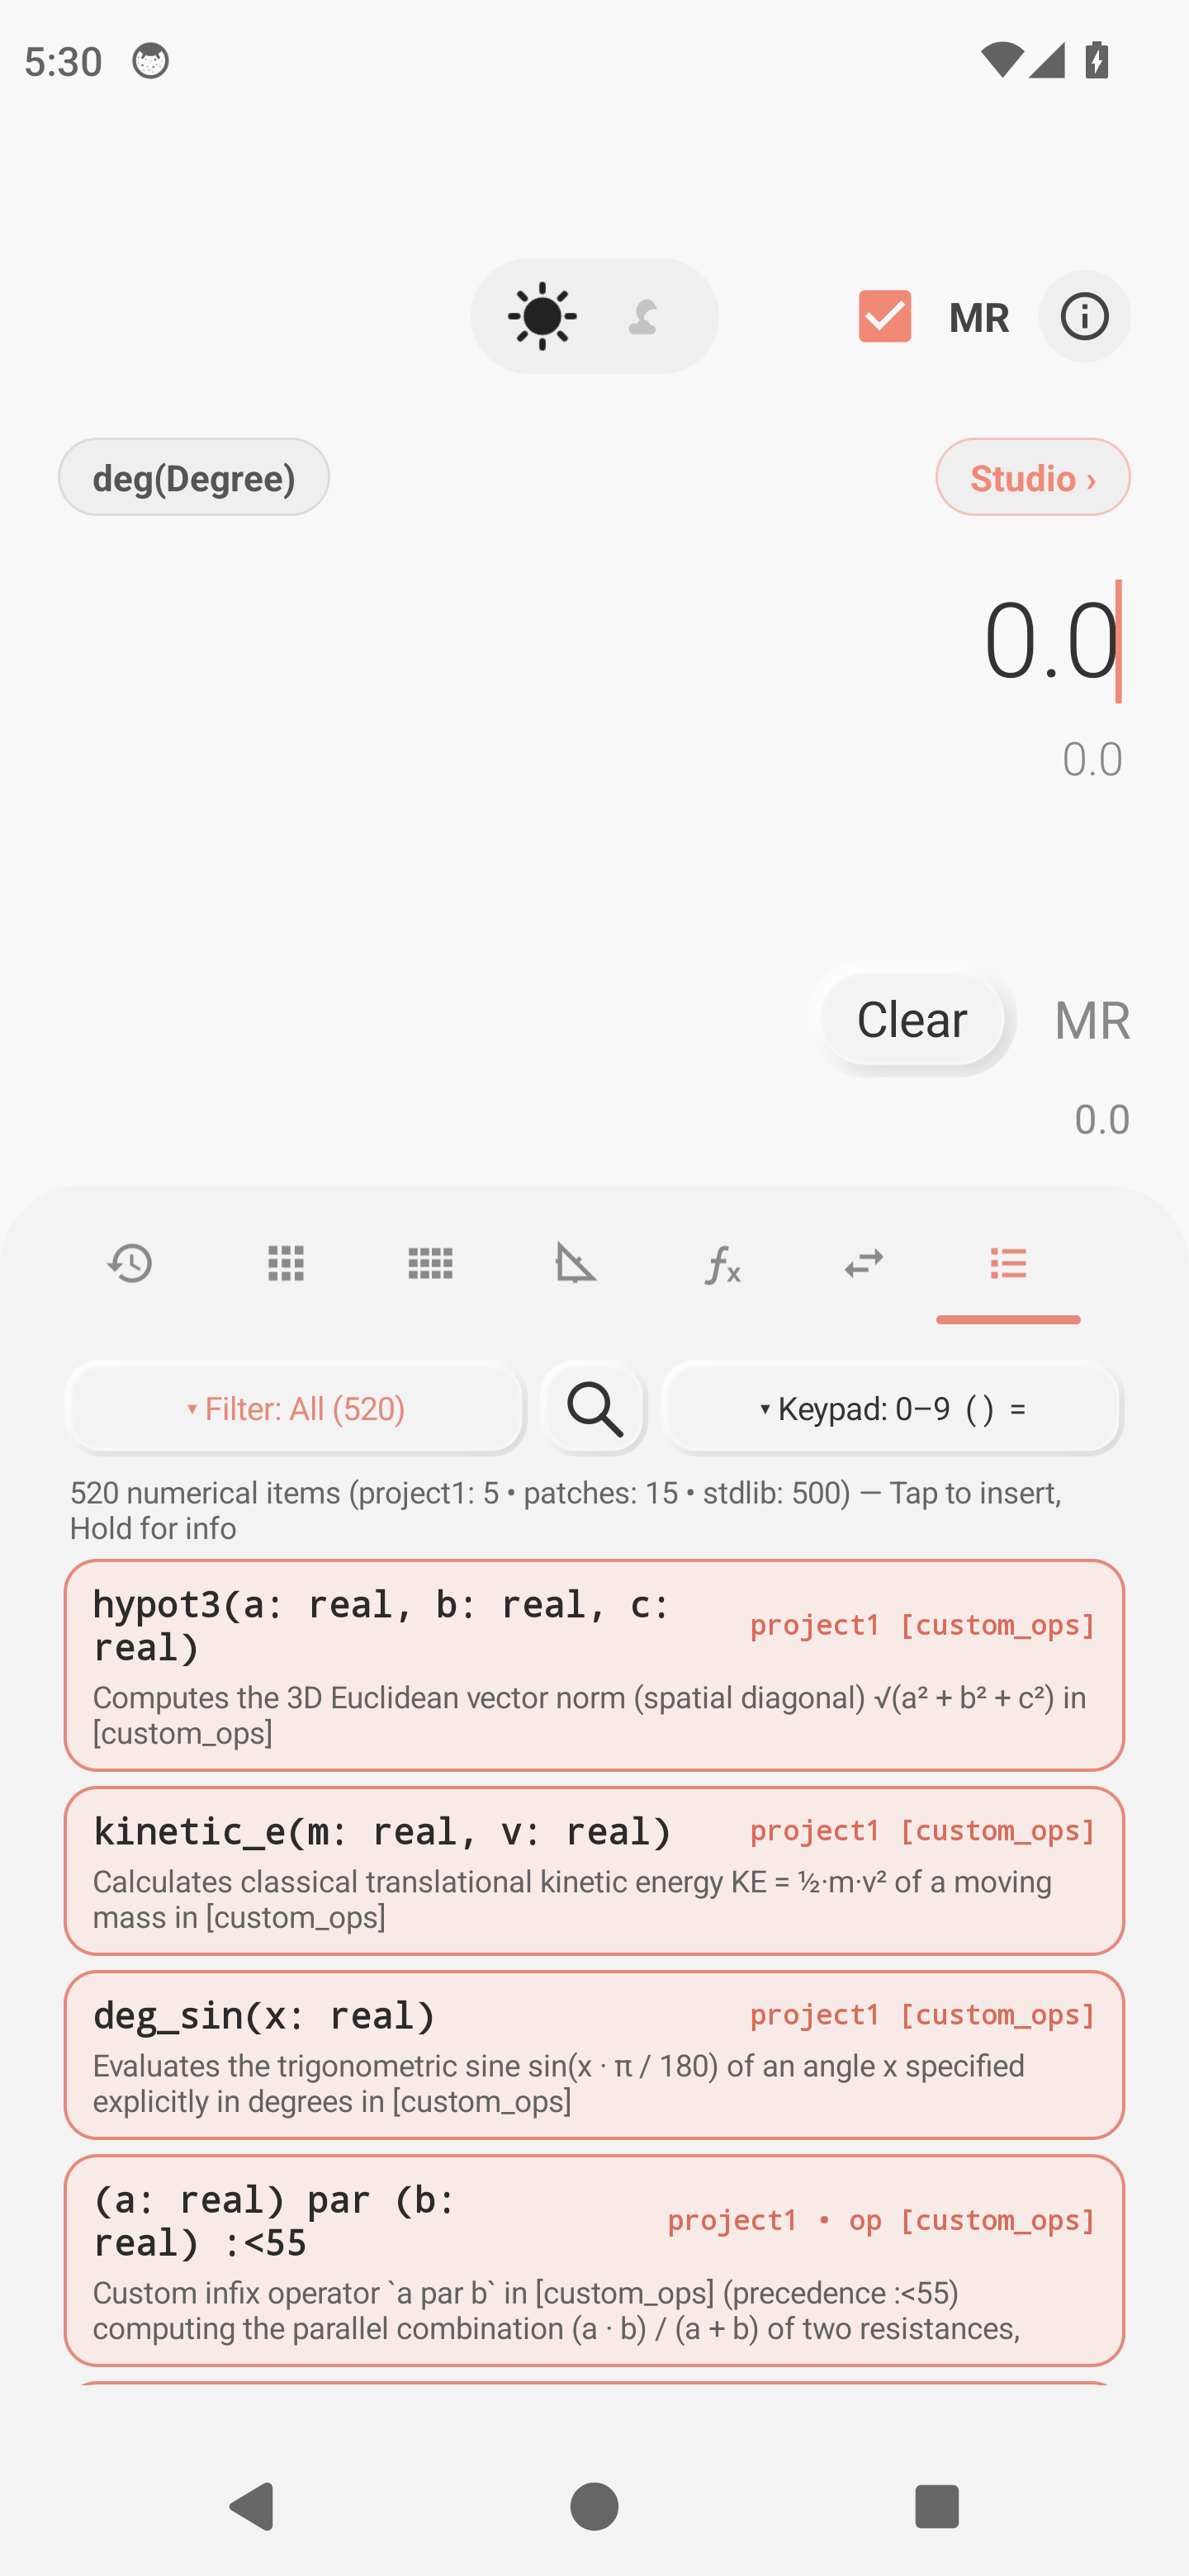 5:30
MR
deg(Degree)
Studio ›
0.0
0.0
Clear
MR
0.0
fx
▾ Filter: All (520)
▾ Keypad: 0–9 ( ) =
520 numerical items (project1: 5 • patches: 15 • stdlib: 500) — Tap to insert,
Hold for info
hypot3(a: real, b: real, c:
real)
project1 [custom_ops]
Computes the 3D Euclidean vector norm (spatial diagonal) √(a² + b² + c²) in
[custom_ops]
kinetic_e(m: real, v: real)
project1 [custom_ops]
Calculates classical translational kinetic energy KE = ½·m·v² of a moving
mass in [custom_ops]
deg_sin(x: real)
project1 [custom_ops]
Evaluates the trigonometric sine sin(x · π / 180) of an angle x specified
explicitly in degrees in [custom_ops]
(a: real) par (b:
real) :<55
project1 • op [custom_ops]
Custom infix operator `a par b` in [custom_ops] (precedence :<55)
computing the parallel combination (a · b) / (a + b) of two resistances,